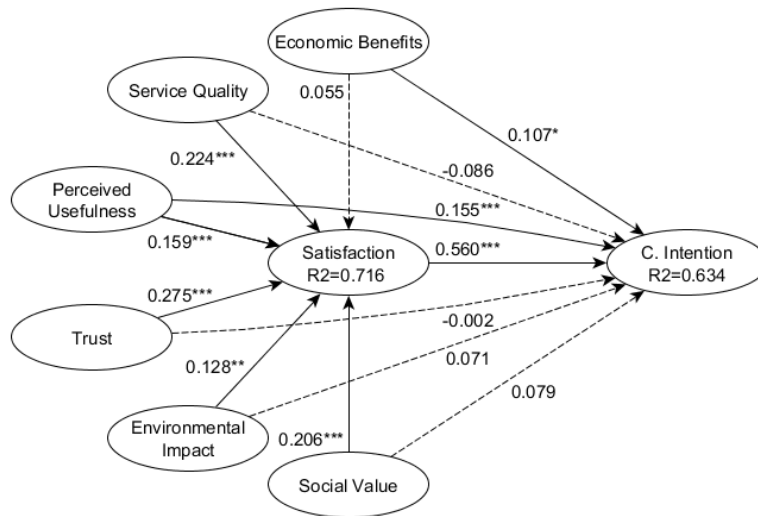 Economic Benefits
Service Quality
0.055
0.107*
0.224***
-0.086
Perceived
Usefulness
0.155***
0.159***
Satisfaction
R2=0.716
0.560***
C. Intention
R2=0.634
0.275***
Trust
-0.002
0.128**
0.071
0.079
Environmental
Impact
0.206***
Social Value